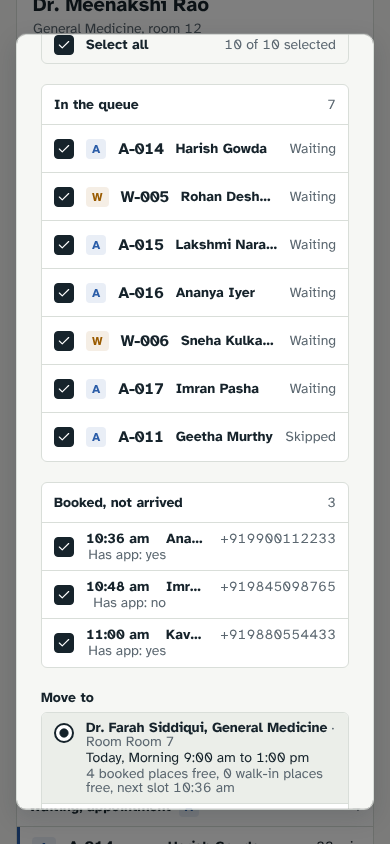 Dr. Meenakshi Rao
General Medicine, room 12
Select all 10 of 10 selected
In the queue 7
A A-014 Harish Gowda Waiting
W W-005 Rohan Desh... Waiting
A A-015 Lakshmi Nara... Waiting
A A-016 Ananya Iyer Waiting
W W-006 Sneha Kulka... Waiting
A A-017 Imran Pasha Waiting
A A-011 Geetha Murthy Skipped
Booked, not arrived 3
10:36 am Ana... +919900112233
Has app: yes
10:48 am Imr... +919845098765
Has app: no
11:00 am Kav... +919880554433
Has app: yes
Move to
Dr. Farah Siddiqui, General Medicine ·
Room Room 7
Today, Morning 9:00 am to 1:00 pm
4 booked places free, 0 walk-in places
free, next slot 10:36 am